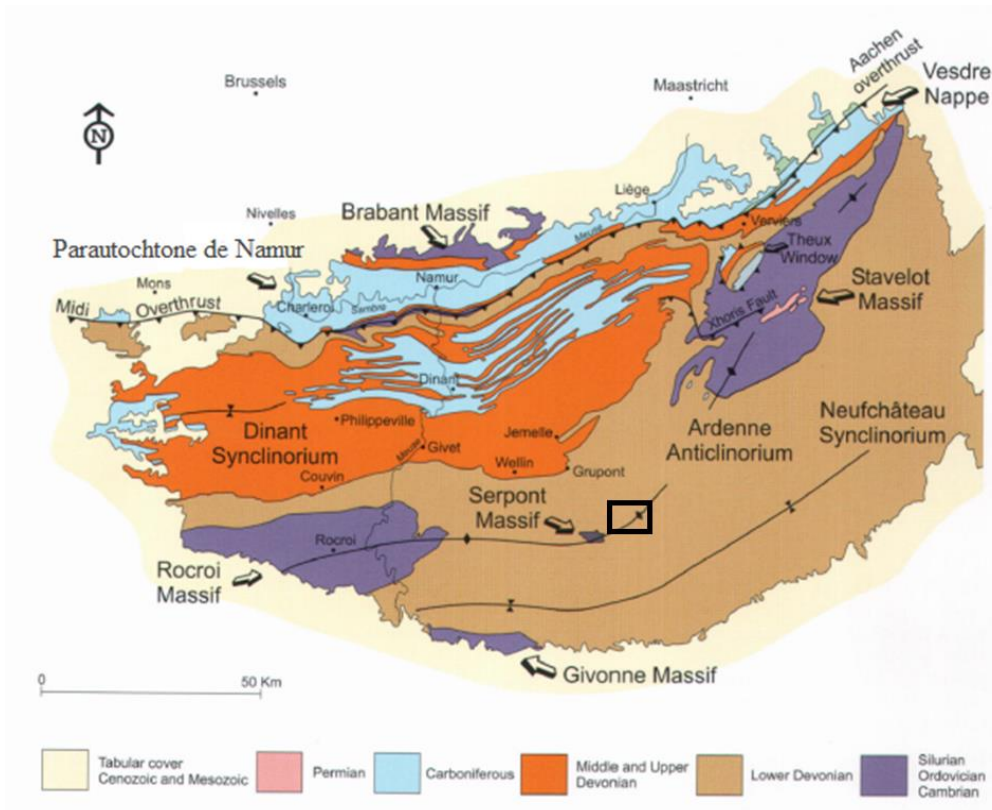 Aachen
overthrust
Vesdre
Nappe
Brussels
Maastricht
N
Liège
Nivelles
Brabant Massif
Meuse
Verviers
Parautochtone de Namur
Theux
Window
Mons
Namur
Stavelot
Massif
Midi
Overthrust
Charleroi
Sambre
Xhoris Fault
Dinant
Neufchâteau
Synclinorium
Philippeville
Ardenne
Anticlinorium
Dinant
Synclinorium
Jemelle
Meuse
Givet
Wellin
Grupont
Couvin
Serpont
Massif
Rocroi
Rocroi
Massif
Givonne Massif
0
50 Km
Tabular cover
Cenozoic and Mesozoic
Permian
Carboniferous
Middle and Upper
Devonian
Lower Devonian
Silurian
Ordovician
Cambrian